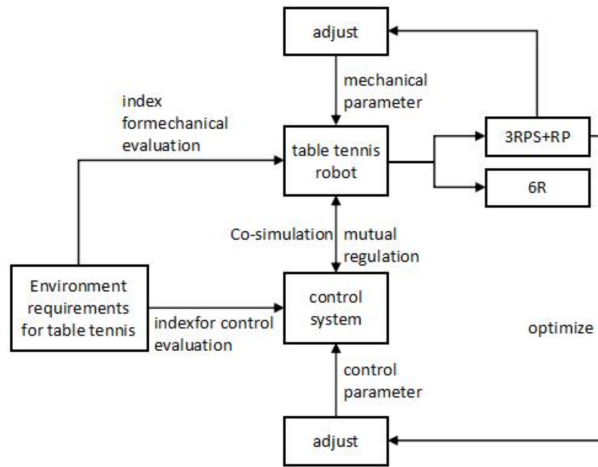 adjust
mechanical
parameter
index
formechanical
evaluation
table tennis
robot
3RPS+RP
6R
Co-simulation
mutual
regulation
Environment
requirements
for table tennis
indexfor control
evaluation
control
system
optimize
control
parameter
adjust